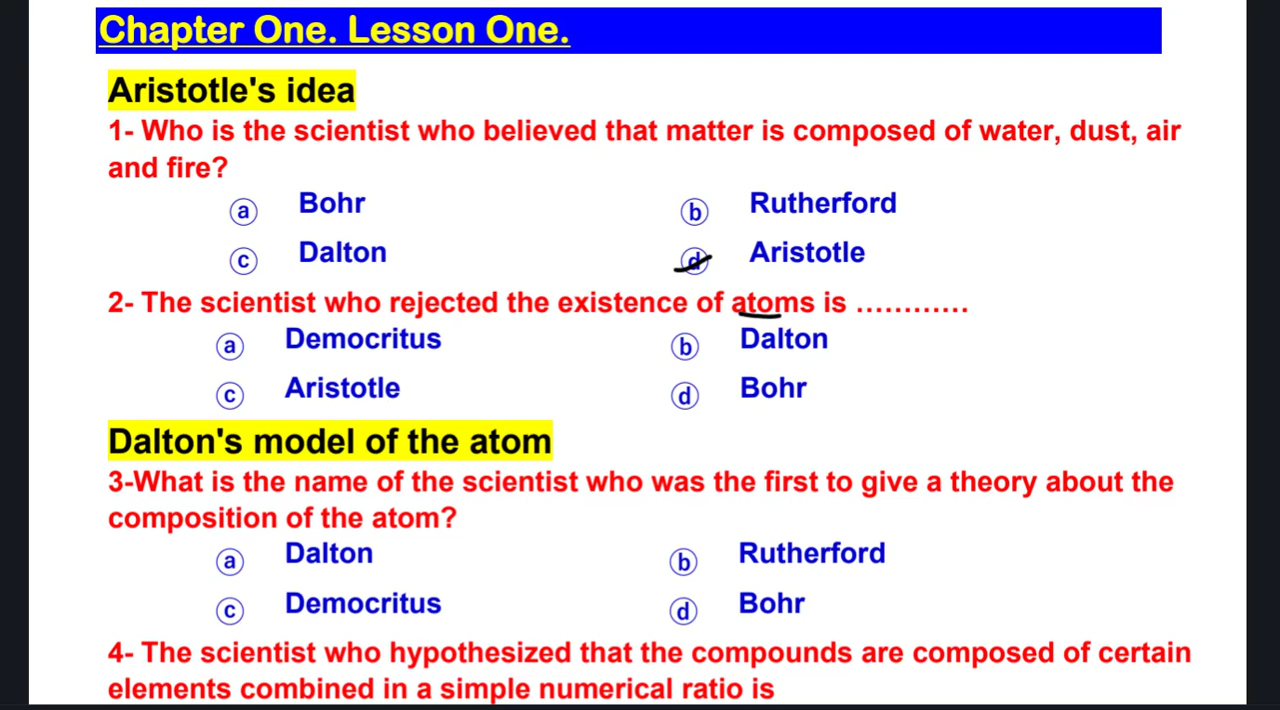 Chapter One. Lesson One.
Aristotle's idea
1- Who is the scientist who believed that matter is composed of water, dust, air
and fire?
a Bohr b Rutherford
c Dalton d Aristotle
2- The scientist who rejected the existence of atoms is ............
a Democritus b Dalton
c Aristotle d Bohr
Dalton's model of the atom
3-What is the name of the scientist who was the first to give a theory about the
composition of the atom?
a Dalton b Rutherford
c Democritus d Bohr
4- The scientist who hypothesized that the compounds are composed of certain
elements combined in a simple numerical ratio is